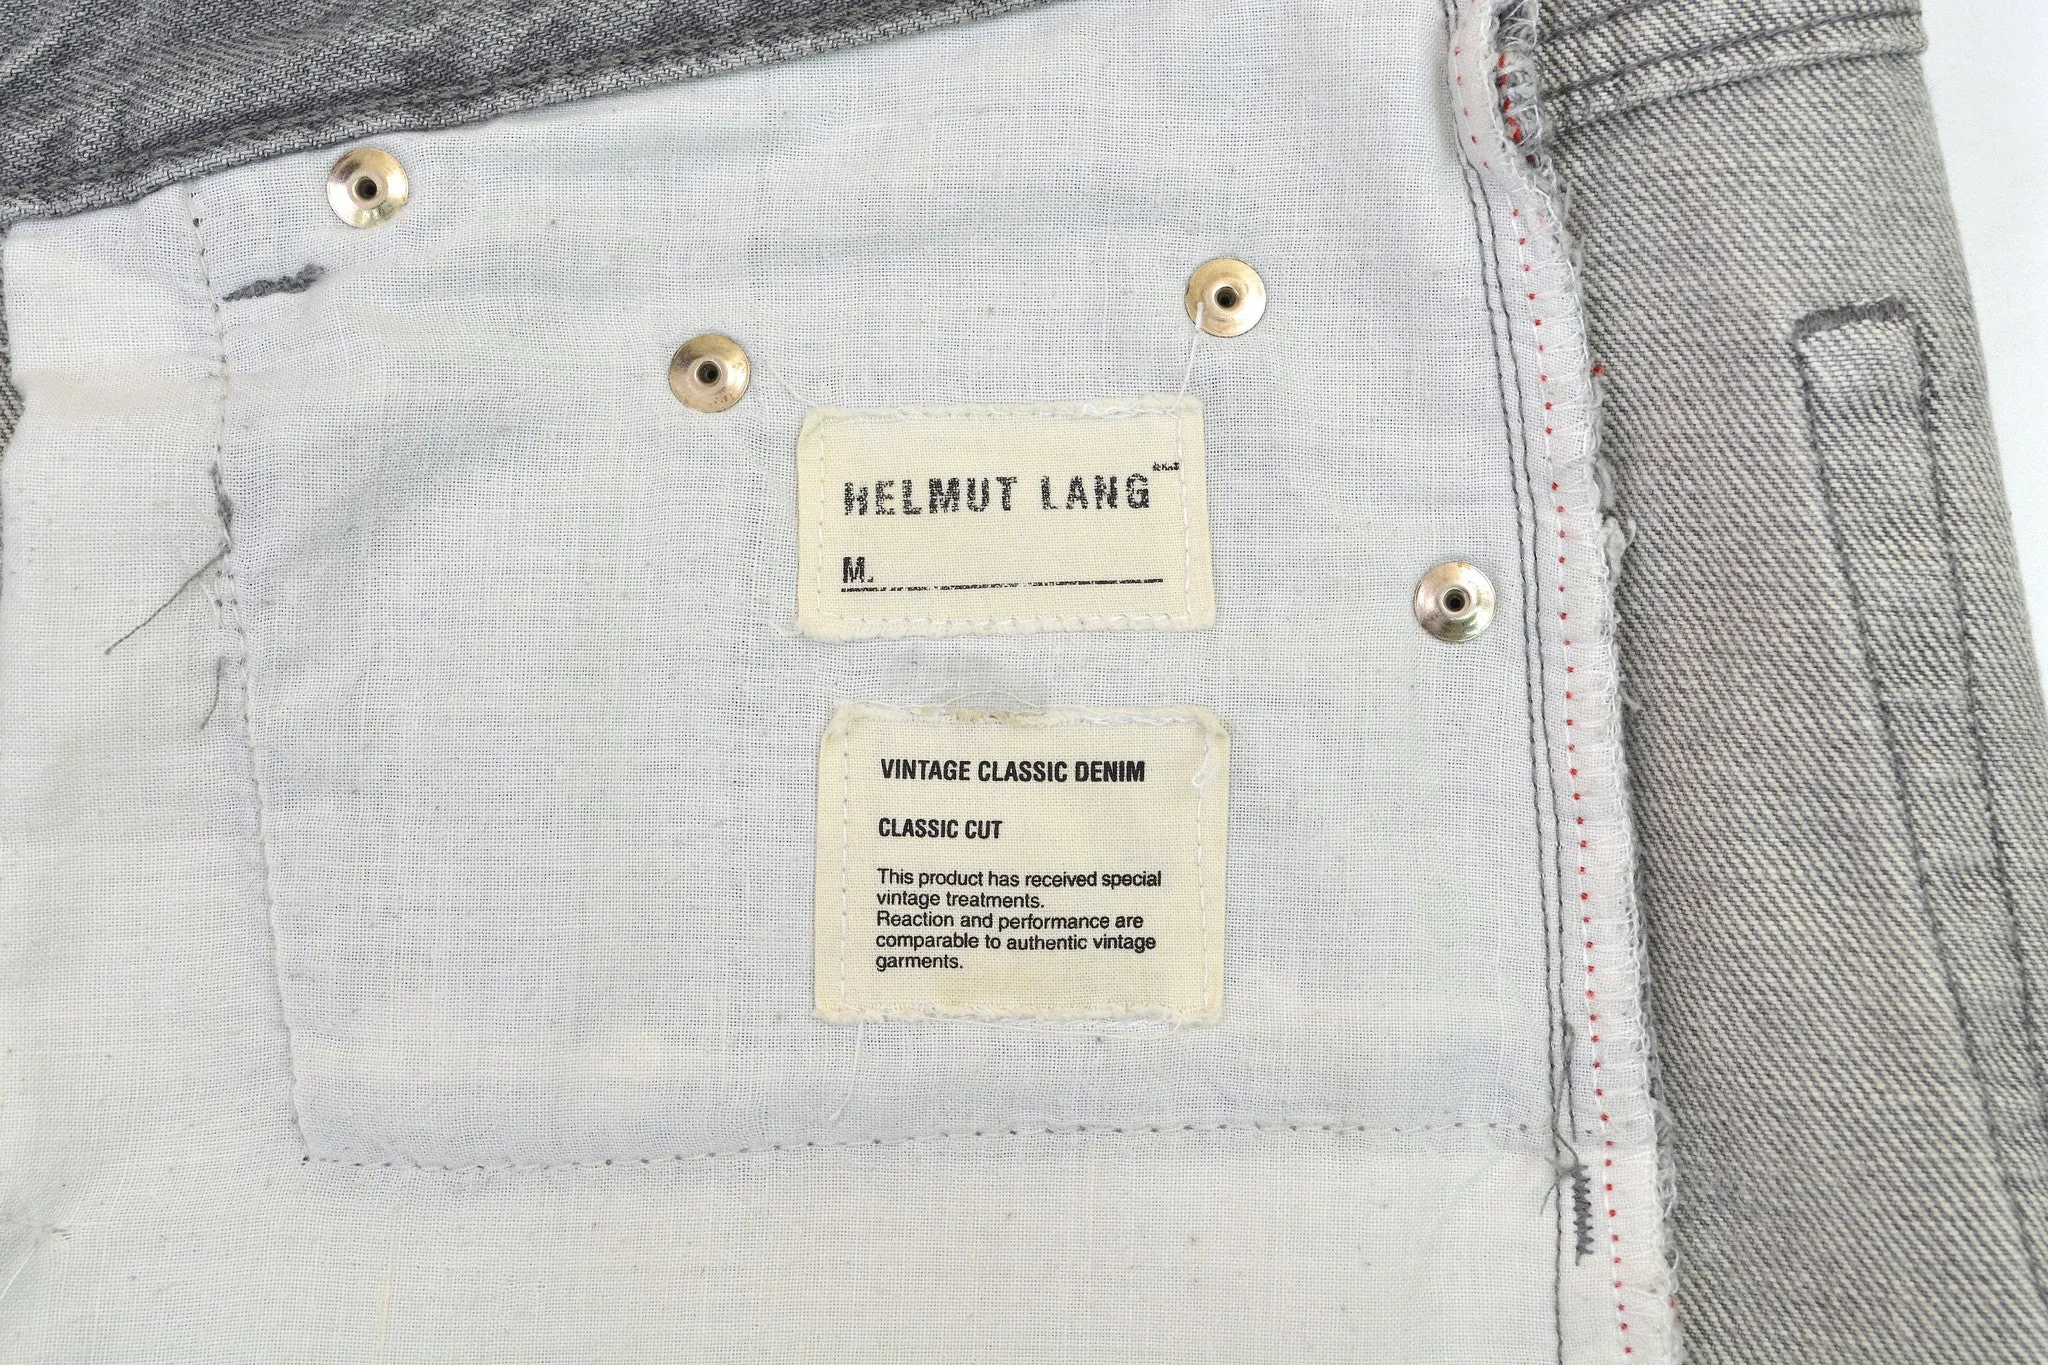 HELMUT LANG
M.
VINTAGE CLASSIC DENIM
CLASSIC CUT
This product has received special
vintage treatments.
Reaction and performance are
comparable to authentic vintage
garments.